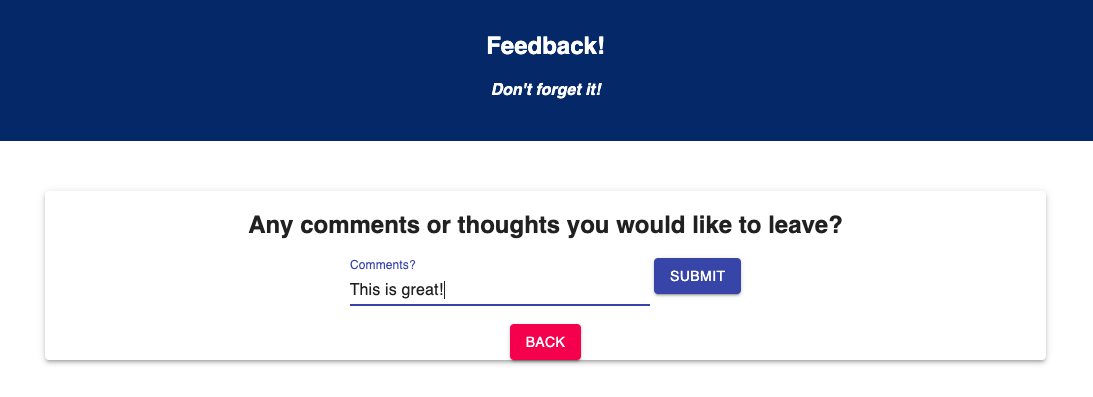 Feedback!
Don't forget it!
Any comments or thoughts you would like to leave?
Comments?
This is great!
SUBMIT
BACK